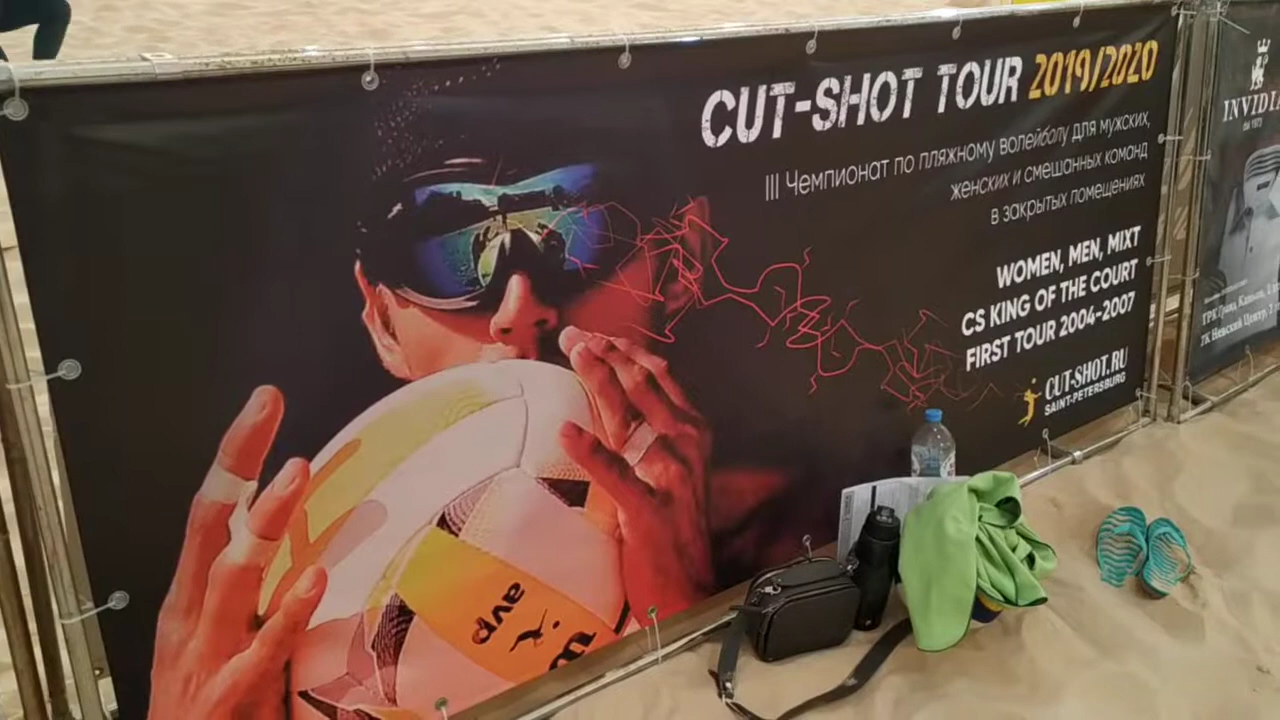 CUT-SHOT TOUR 2019/2020
III Чемпионат по пляжному волейболу для мужских,
женских и смешанных команд
в закрытых помещениях
WOMEN, MEN, MIXT
CS KING OF THE COURT
FIRST TOUR 2004-2007
CUT-SHOT.RU
SAINT-PETERSBURG
avp
INVIDIA